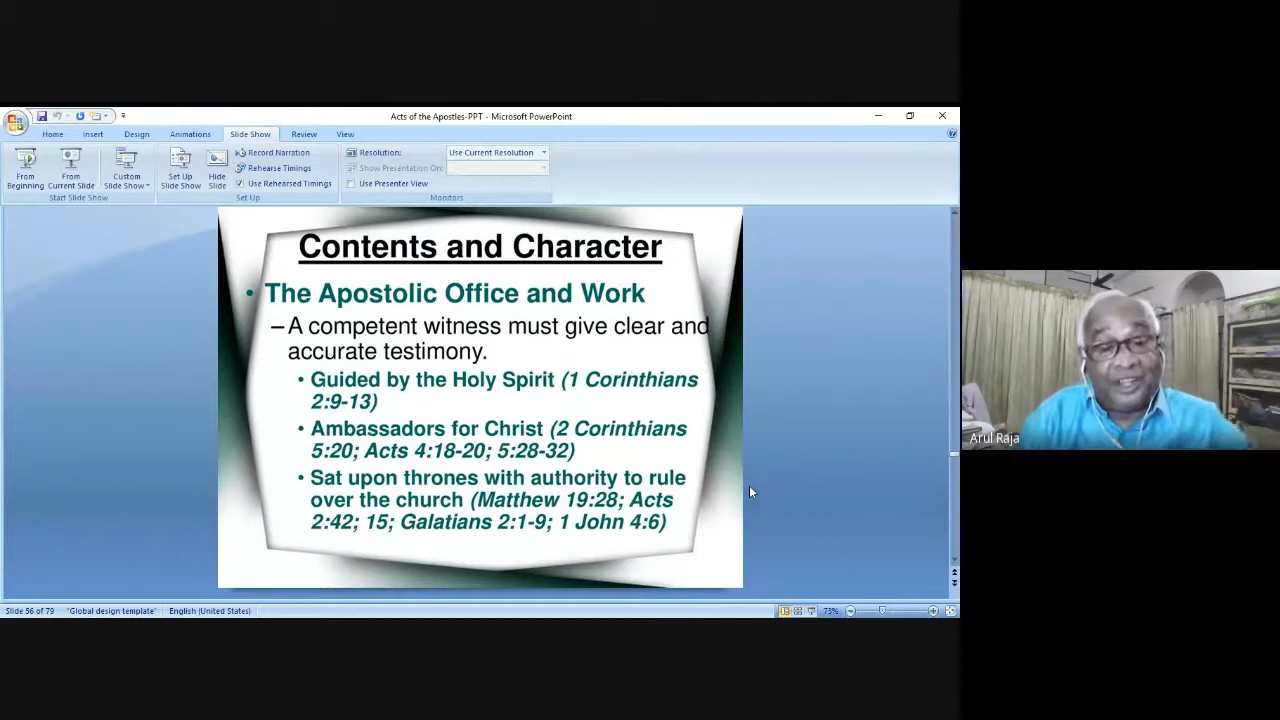 Acts of the Apostles-PPT - Microsoft PowerPoint
Home Insert Design Animations Slide Show Review View
From Beginning
From Current Slide
Custom Slide Show
Start Slide Show
Set Up Slide Show
Hide Slide
Record Narration
Rehearse Timings
Use Rehearsed Timings
Set Up
Resolution: Use Current Resolution
Show Presentation On:
Use Presenter View
Monitors
Contents and Character
• The Apostolic Office and Work
–A competent witness must give clear and
accurate testimony.
• Guided by the Holy Spirit (1 Corinthians
2:9-13)
• Ambassadors for Christ (2 Corinthians
5:20; Acts 4:18-20; 5:28-32)
• Sat upon thrones with authority to rule
over the church (Matthew 19:28; Acts
2:42; 15; Galatians 2:1-9; 1 John 4:6)
Arul Raja
Slide 56 of 79 "Global design template" English (United States) 73%